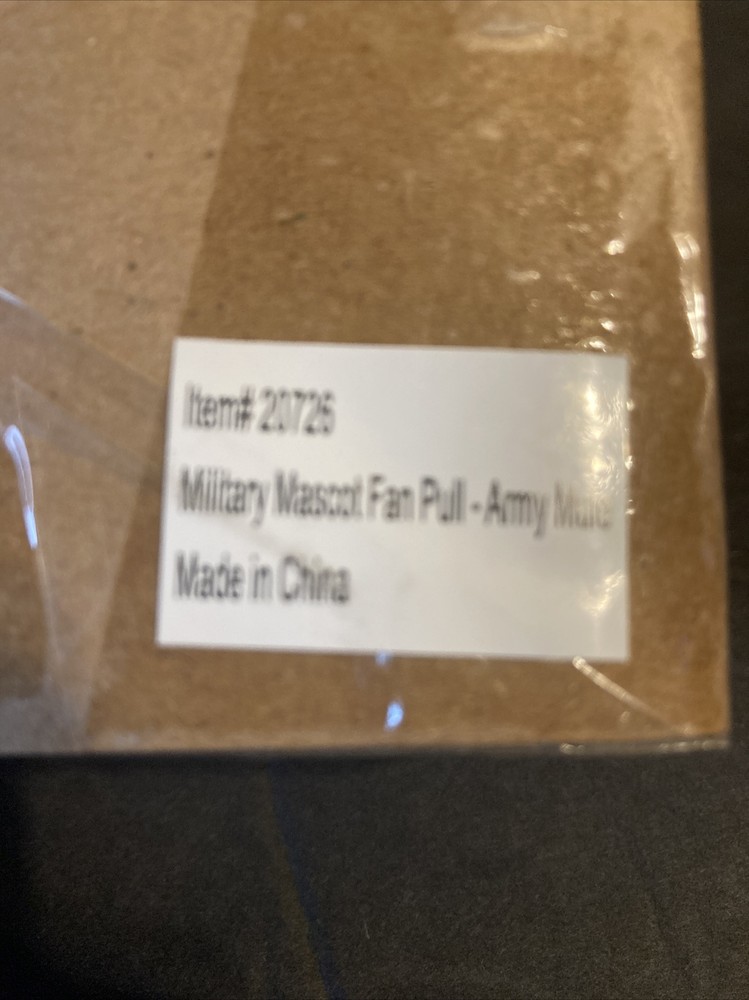 Item# 20726
Military Mascot Fan Pull - Army Mule
Made in China